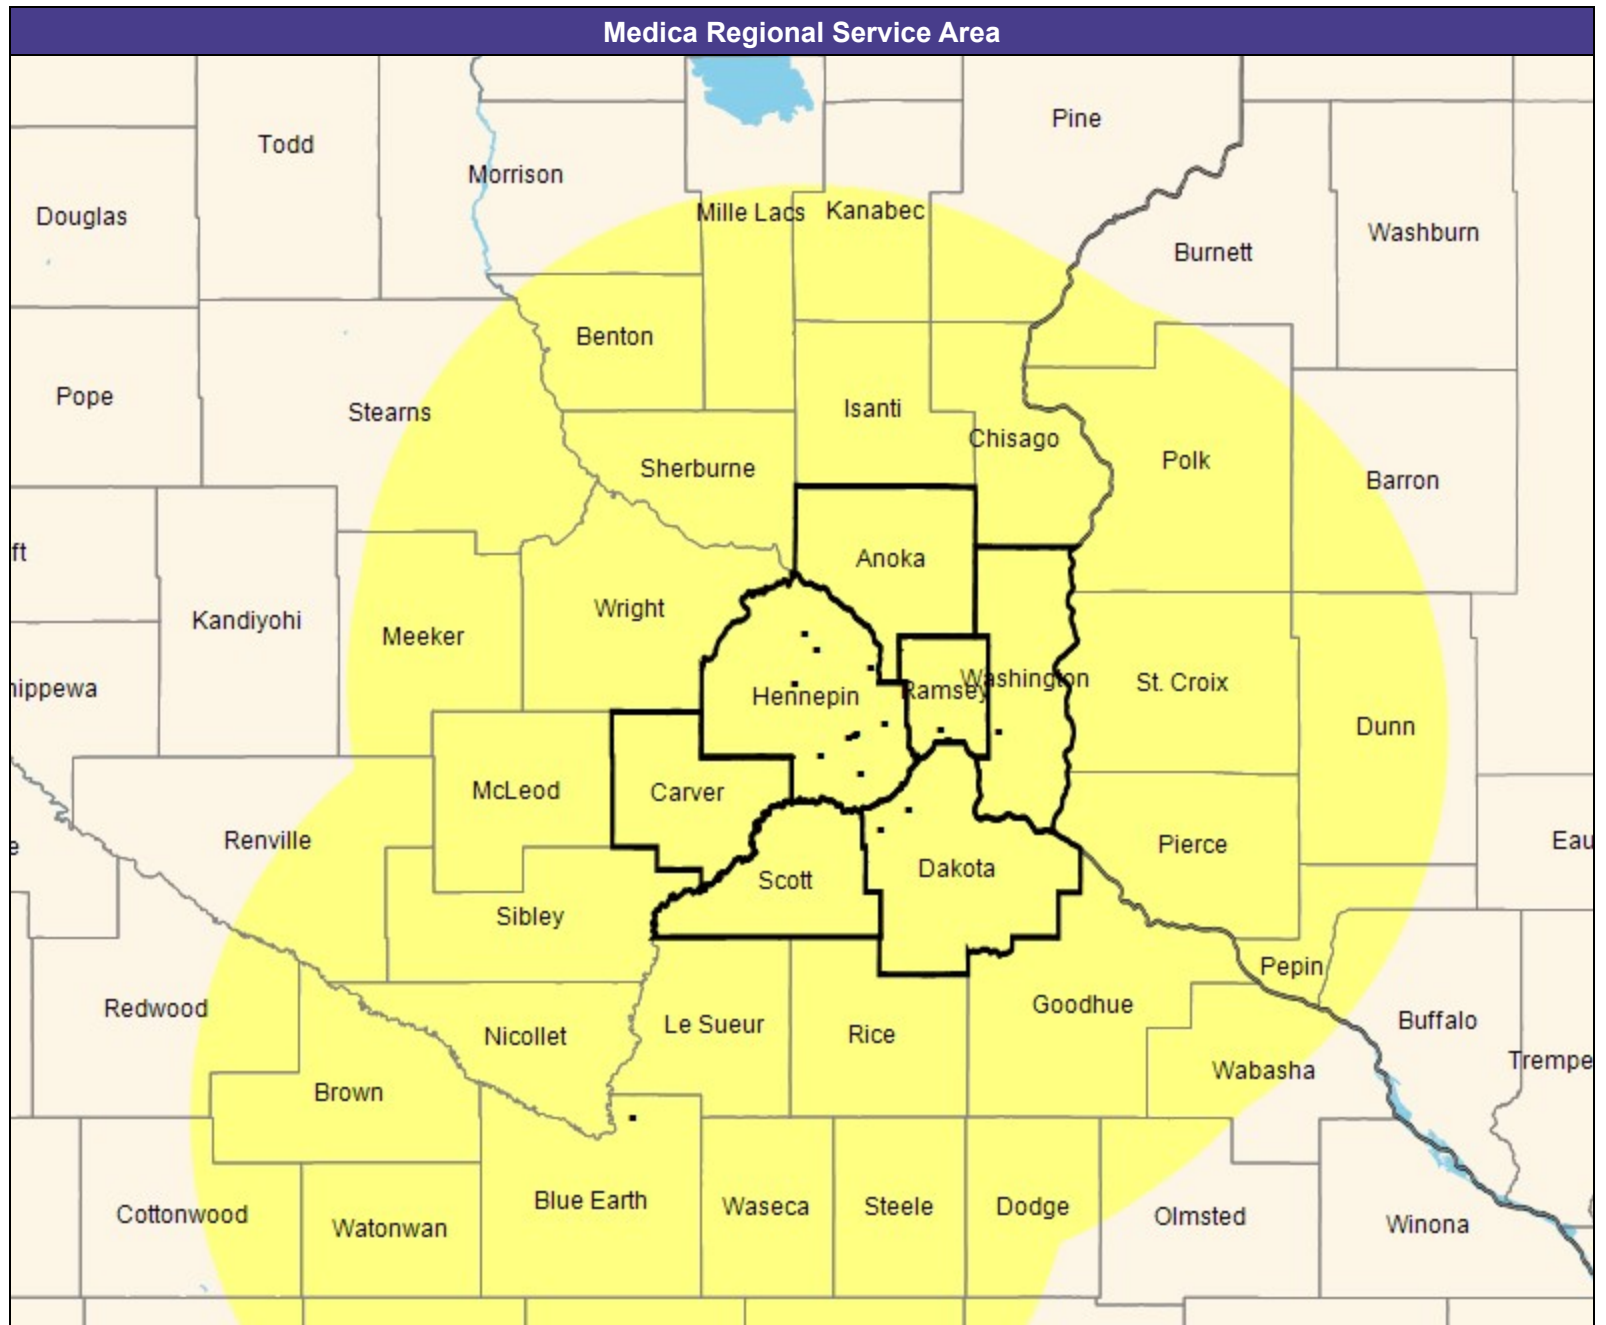 Medica Regional Service Area
Pine
Todd
Morrison
Mille Lacs
Kanabec
Douglas
Washburn
Burnett
Benton
Pope
Stearns
Isanti
Chisago
Sherburne
Polk
Barron
ft
Anoka
Wright
Kandiyohi
Meeker
Washington
St. Croix
hippewa
Hennepin
Ramsey
Dunn
McLeod
Carver
Renville
Pierce
Eau
e
Scott
Dakota
Sibley
Pepin
Redwood
Goodhue
Nicollet
Le Sueur
Rice
Buffalo
Trempe
Wabasha
Brown
Blue Earth
Waseca
Steele
Dodge
Cottonwood
Watonwan
Olmsted
Winona